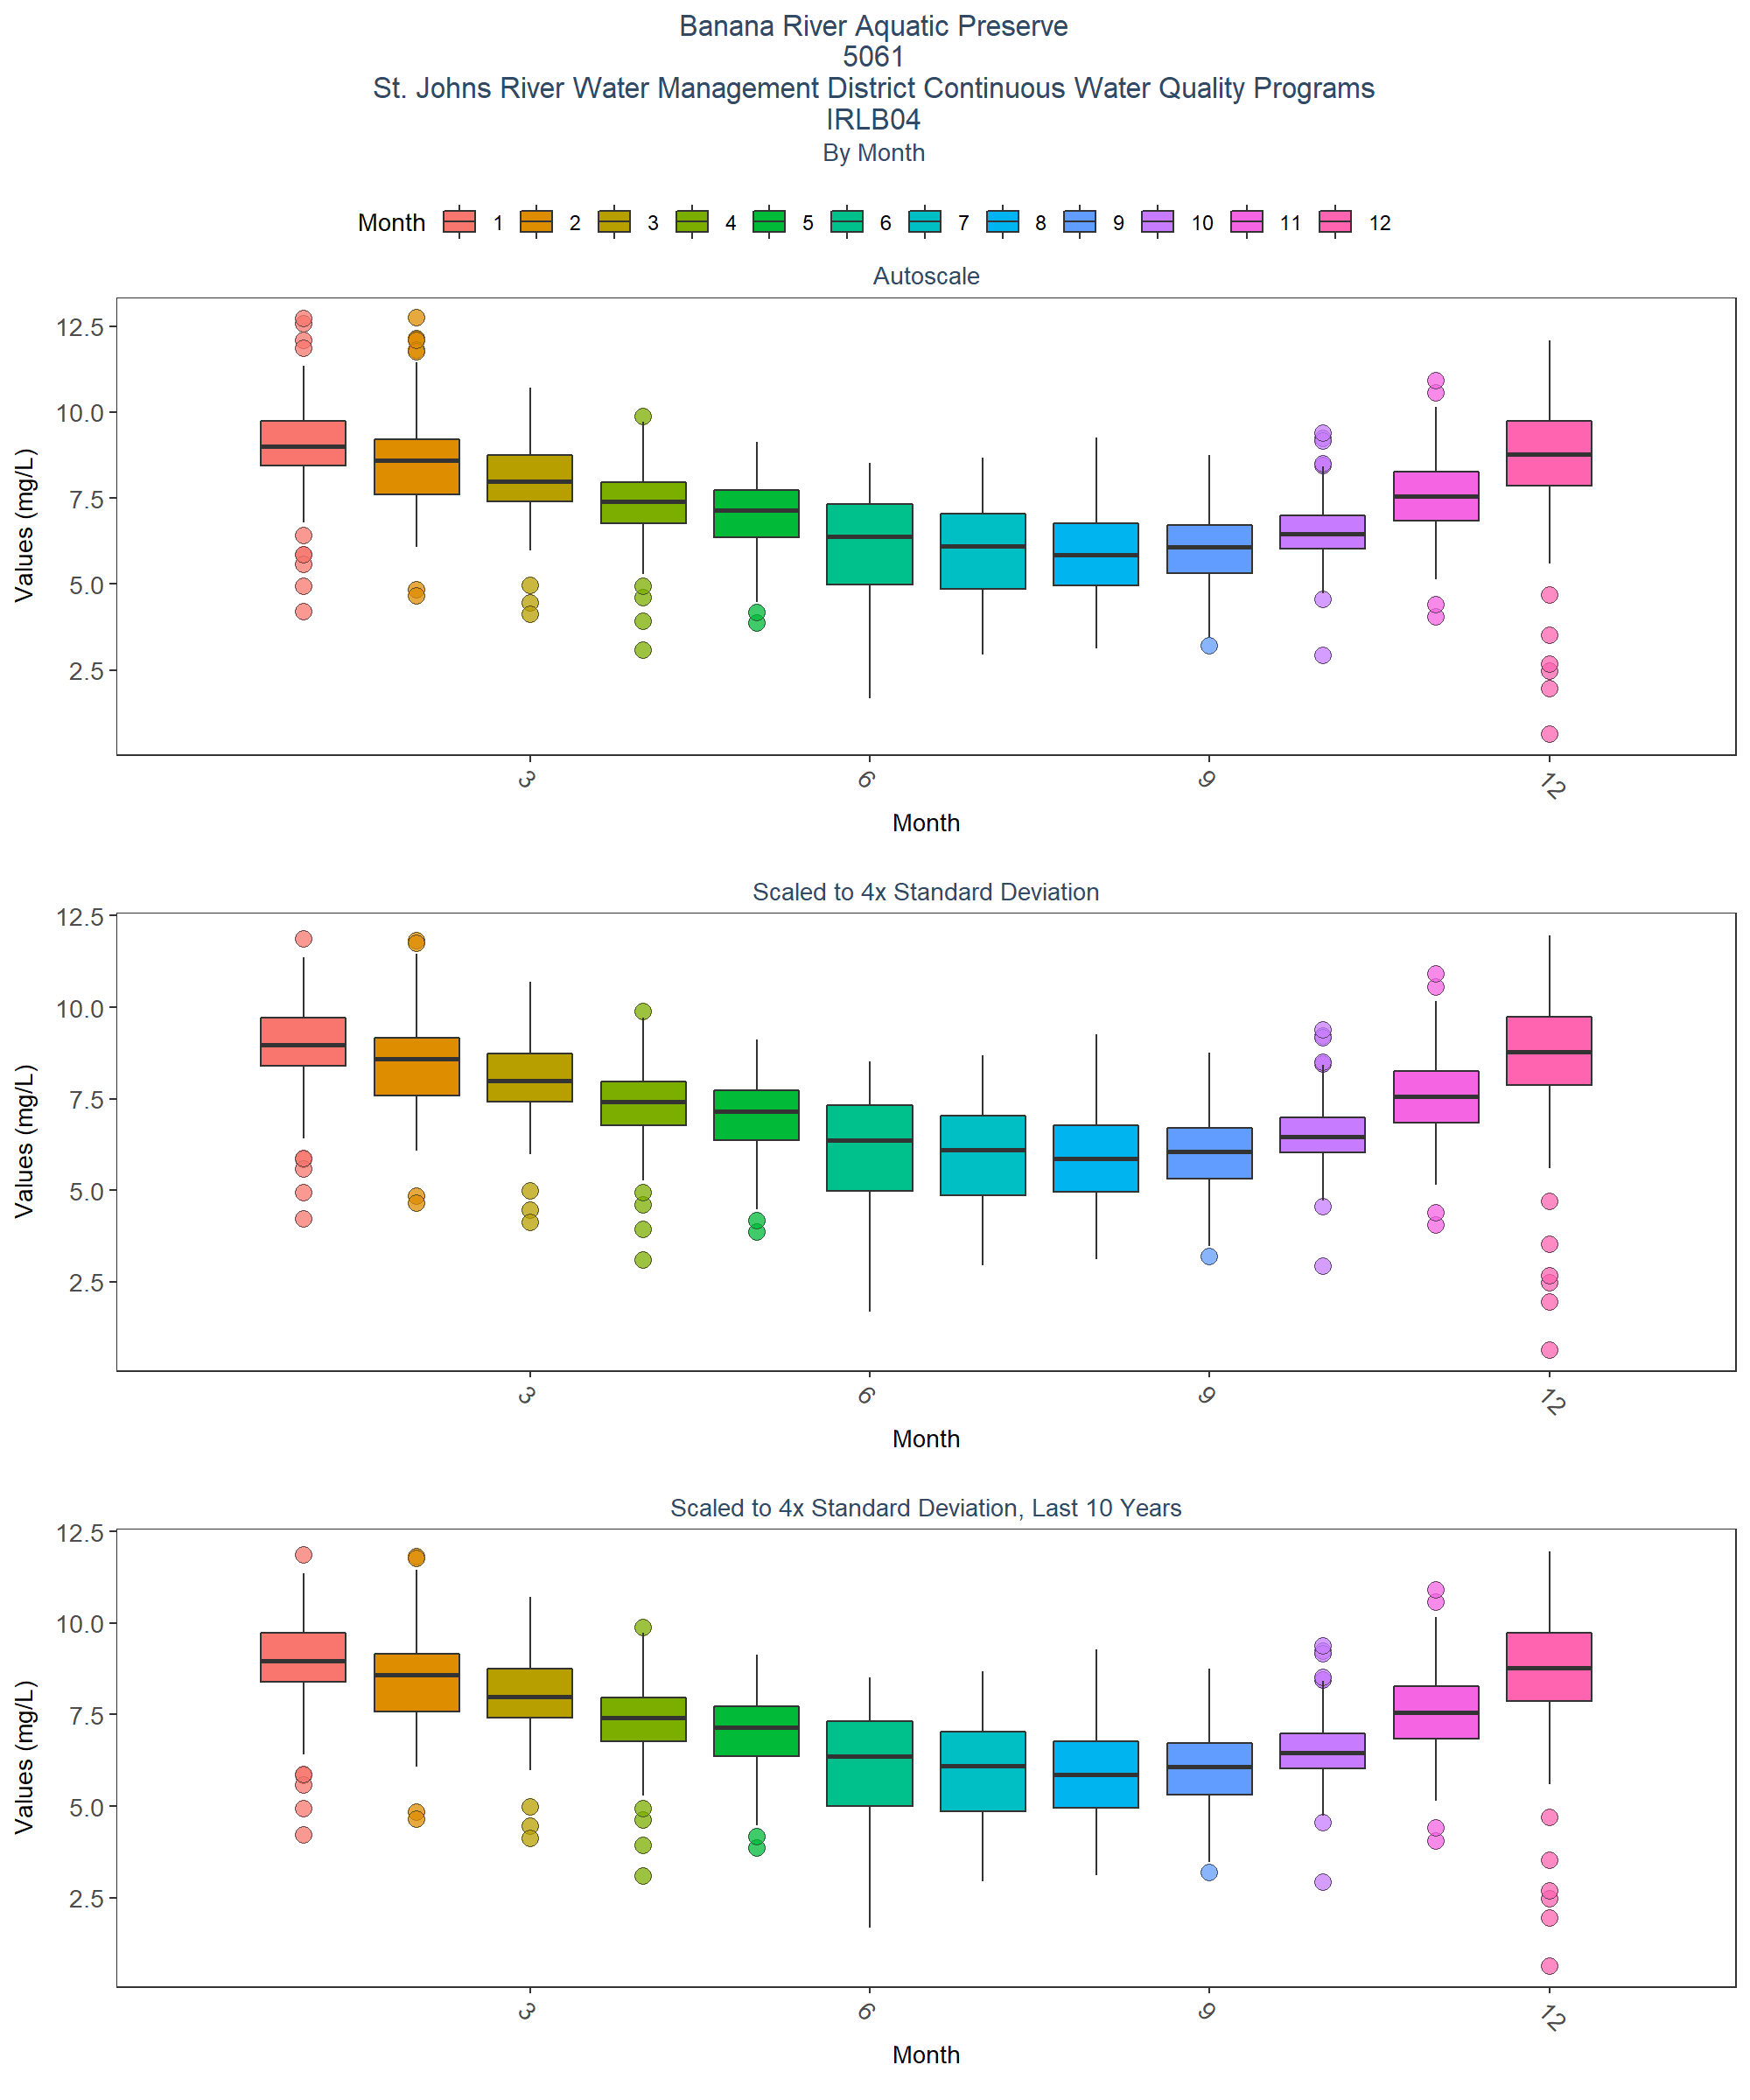 Banana River Aquatic Preserve
5061
St. Johns River Water Management District Continuous Water Quality Programs
IRLB04
By Month
Month 1 2 3 4 5 6 7 8 9 10 11 12
Autoscale
Values (mg/L)
12.5
10.0
7.5
5.0
2.5
3 6 9 12
Month
Scaled to 4x Standard Deviation
Values (mg/L)
12.5
10.0
7.5
5.0
2.5
3 6 9 12
Month
Scaled to 4x Standard Deviation, Last 10 Years
Values (mg/L)
12.5
10.0
7.5
5.0
2.5
3 6 9 12
Month